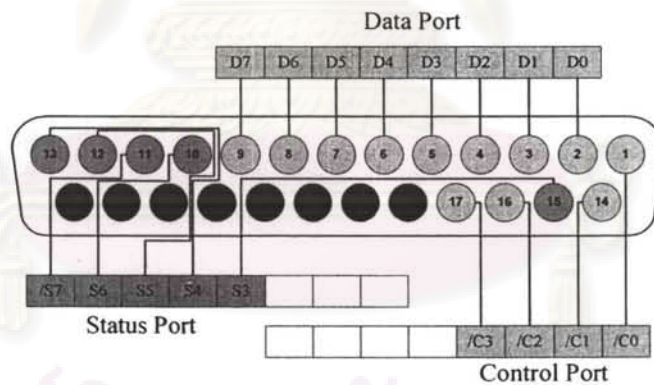 Data Port
D7 D6 D5 D4 D3 D2 D1 D0
13 12 11 10 9 8 7 6 5 4 3 2 1
17 16 15 14
/S7 S6 S5 S4 S3
Status Port
/C3 /C2 /C1 /C0
Control Port